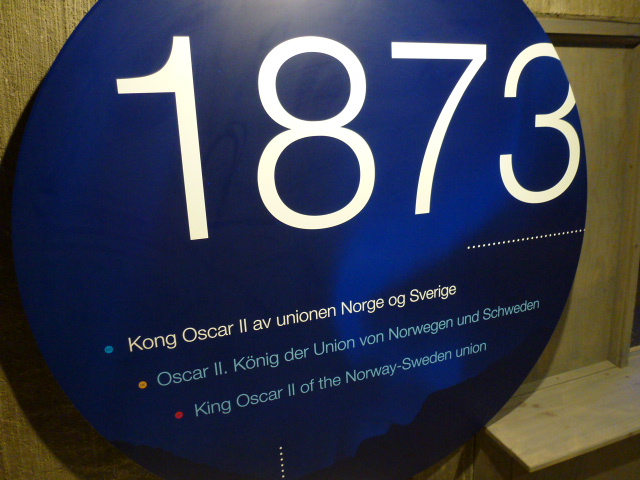 1873
Kong Oscar II av unionen Norge og Sverige
Oscar II. König der Union von Norwegen und Schweden
King Oscar II of the Norway-Sweden union